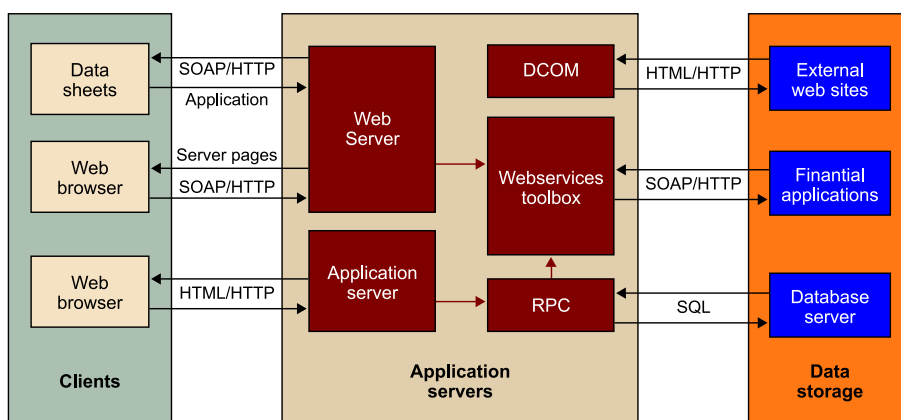 Data
sheets
SOAP/HTTP
Application
Web
Server
DCOM
HTML/HTTP
External
web sites
Web
browser
Server pages
SOAP/HTTP
Webservices
toolbox
SOAP/HTTP
Finantial
applications
Web
browser
HTML/HTTP
Application
server
RPC
SQL
Database
server
Clients
Application
servers
Data
storage